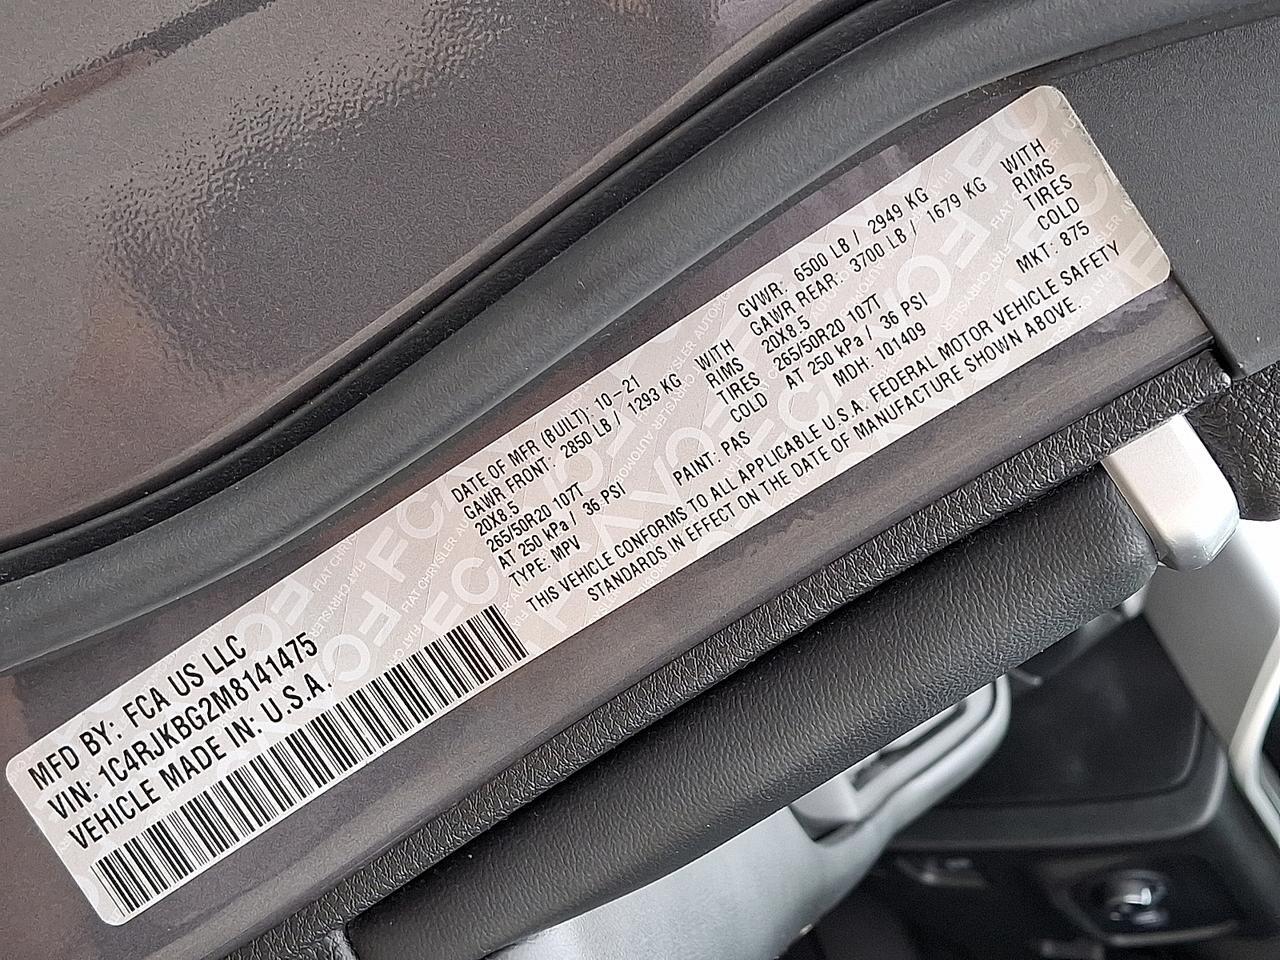 MFD BY: FCA US LLC
VIN: 1C4RJKBG2M8141475
VEHICLE MADE IN: U.S.A.
DATE OF MFR (BUILT): 10-21 GVWR: 6500 LB / 2949 KG
GAWR FRONT: 2850 LB / 1293 KG WITH GAWR REAR: 3700 LB / 1679 KG WITH
20X8.5 RIMS 20X8.5 RIMS
265/50R20 107T TIRES 265/50R20 107T TIRES
AT 250 kPa / 36 PSI COLD AT 250 kPa / 36 PSI COLD
TYPE: MPV PAINT: PAS MDH: 101409 MKT: 875
THIS VEHICLE CONFORMS TO ALL APPLICABLE U.S.A. FEDERAL MOTOR VEHICLE SAFETY
STANDARDS IN EFFECT ON THE DATE OF MANUFACTURE SHOWN ABOVE.